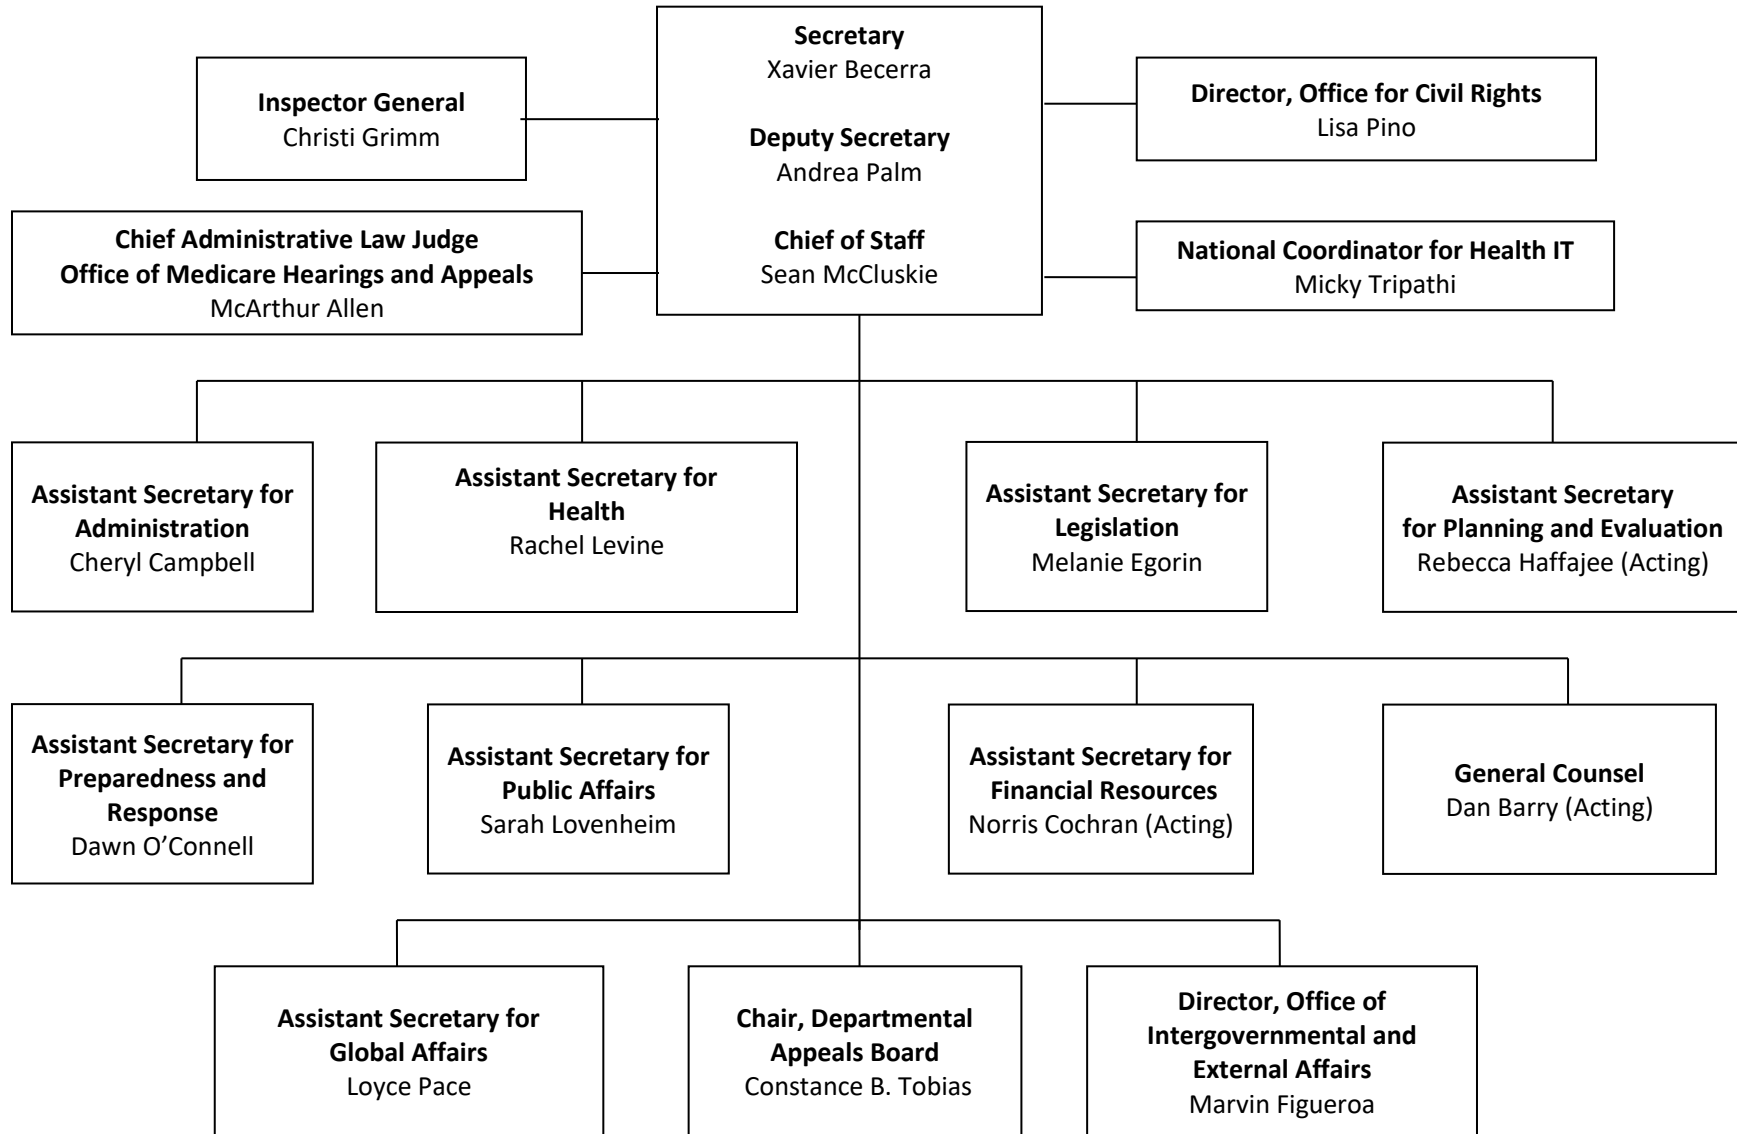 Secretary
Xavier Becerra
Deputy Secretary
Andrea Palm
Chief of Staff
Sean McCluskie
Inspector General
Christi Grimm
Director, Office for Civil Rights
Lisa Pino
Chief Administrative Law Judge
Office of Medicare Hearings and Appeals
McArthur Allen
National Coordinator for Health IT
Micky Tripathi
Assistant Secretary for
Administration
Cheryl Campbell
Assistant Secretary for
Health
Rachel Levine
Assistant Secretary for
Legislation
Melanie Egorin
Assistant Secretary
for Planning and Evaluation
Rebecca Haffajee (Acting)
Assistant Secretary for
Preparedness and
Response
Dawn O’Connell
Assistant Secretary for
Public Affairs
Sarah Lovenheim
Assistant Secretary for
Financial Resources
Norris Cochran (Acting)
General Counsel
Dan Barry (Acting)
Assistant Secretary for
Global Affairs
Loyce Pace
Chair, Departmental
Appeals Board
Constance B. Tobias
Director, Office of
Intergovernmental and
External Affairs
Marvin Figueroa